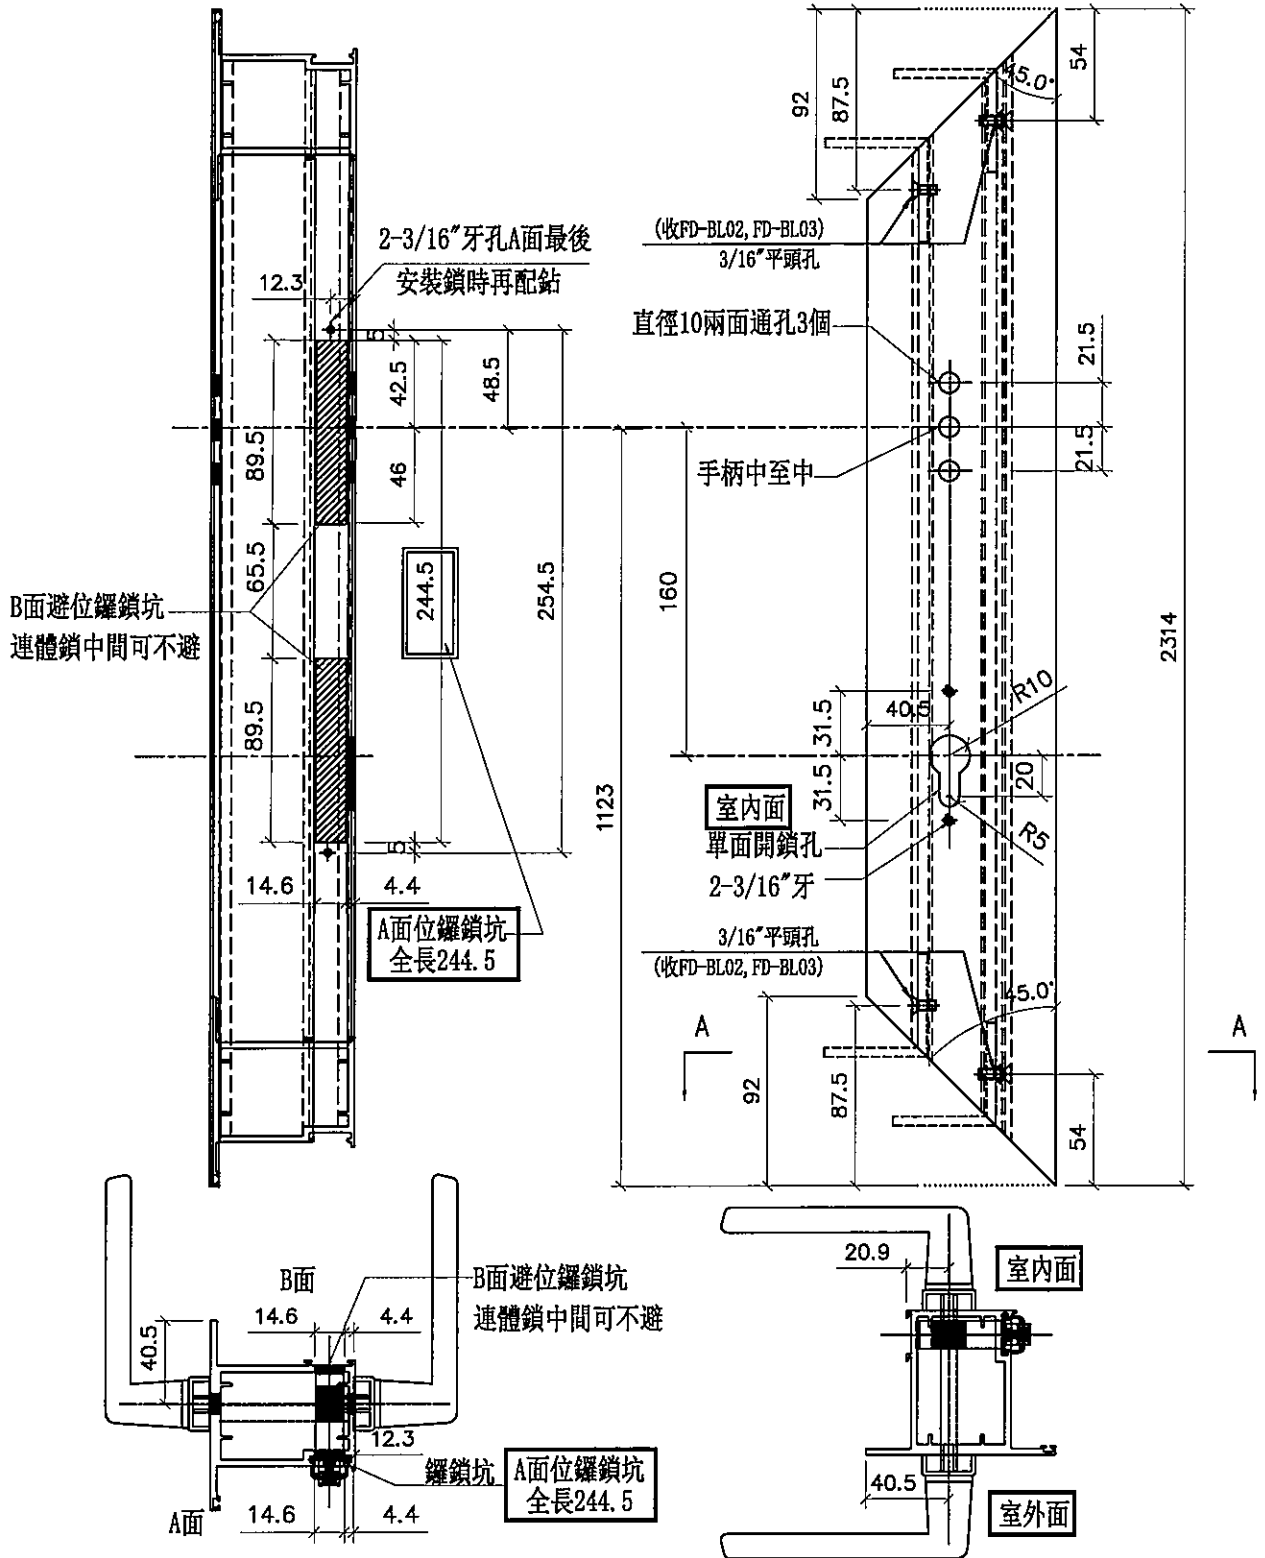 54
45.0°
92
87.5
(收FD-BL02, FD-BL03)
3/16″平頭孔
2-3/16″牙孔A面最後
安裝鎖時再配鉆
12.3
直徑10兩面通孔3個
5
42.5
48.5
21.5
89.5
46
手柄中至中
21.5
65.5
244.5
254.5
160
B面避位鑼鎖坑
連體鎖中間可不避
2314
89.5
31.5
40.5
R10
1123
31.5
室內面
20
單面開鎖孔
R5
2-3/16″牙
5
14.6
4.4
A面位鑼鎖坑
全長244.5
3/16″平頭孔
(收FD-BL02, FD-BL03)
45.0°
A
A
92
87.5
54
B面
B面避位鑼鎖坑
連體鎖中間可不避
14.6
4.4
40.5
12.3
鑼鎖坑
A面位鑼鎖坑
全長244.5
A面
14.6
4.4
20.9
室內面
40.5
室外面